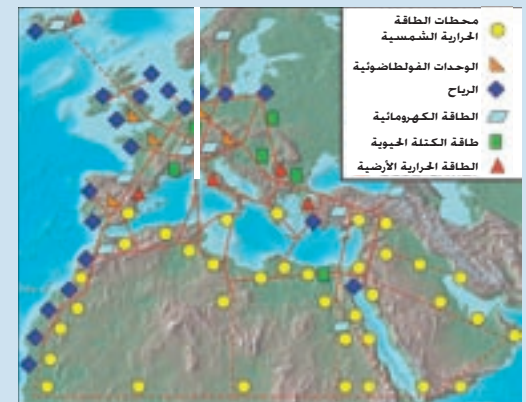 محطات الطاقة
الحرارية الشمسية
الوحدات الفولطاضوئية
الرياح
الطاقة الكهرومائية
طاقة الكتلة الحيوية
الطاقة الحرارية الأرضية